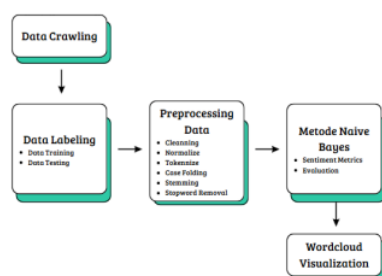 Data Crawling
Data Labeling
• Data Training
• Data Testing
Preprocessing
Data
• Cleanning
• Normalize
• Tokennize
• Case Folding
• Stemming
• Stopword Removal
Metode Naive
Bayes
• Sentiment Metrics
• Evaluation
Wordcloud
Visualization